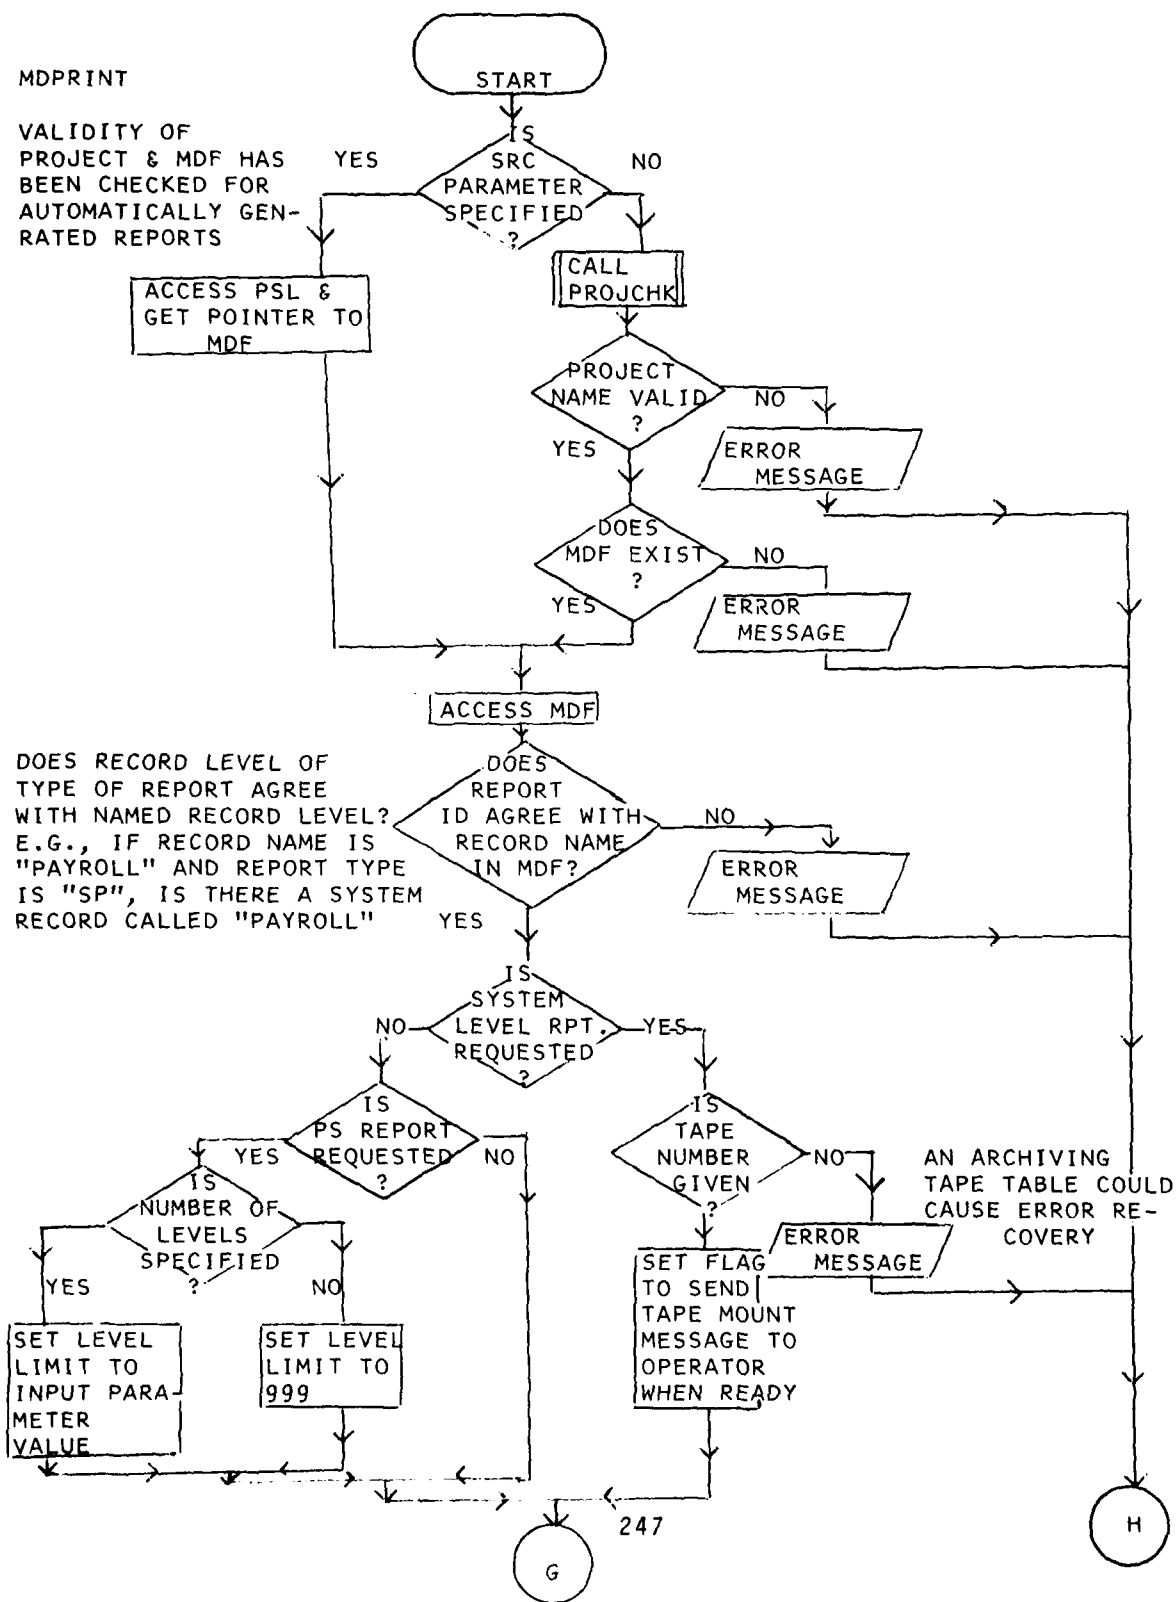 MDPRINT
START
VALIDITY OF
PROJECT & MDF HAS
BEEN CHECKED FOR
AUTOMATICALLY GEN-
RATED REPORTS
IS
SRC
PARAMETER
SPECIFIED
?
YES
NO
ACCESS PSL &
GET POINTER TO
MDF
CALL
PROJCHK
PROJECT
NAME VALID
?
NO
YES
ERROR
MESSAGE
DOES
MDF EXIST
?
NO
YES
ERROR
MESSAGE
ACCESS MDF
DOES RECORD LEVEL OF
TYPE OF REPORT AGREE
WITH NAMED RECORD LEVEL?
E.G., IF RECORD NAME IS
"PAYROLL" AND REPORT TYPE
IS "SP", IS THERE A SYSTEM
RECORD CALLED "PAYROLL"
DOES
REPORT
ID AGREE WITH
RECORD NAME
IN MDF?
NO
YES
ERROR
MESSAGE
IS
SYSTEM
LEVEL RPT.
REQUESTED
?
NO
YES
IS
PS REPORT
REQUESTED
?
YES
NO
IS
TAPE
NUMBER
GIVEN
?
NO
AN ARCHIVING
TAPE TABLE COULD
CAUSE ERROR RE-
COVERY
ERROR
MESSAGE
IS
NUMBER OF
LEVELS
SPECIFIED
?
YES
NO
SET LEVEL
LIMIT TO
INPUT PARA-
METER
VALUE
SET LEVEL
LIMIT TO
999
SET FLAG
TO SEND
TAPE MOUNT
MESSAGE TO
OPERATOR
WHEN READY
247
G
H